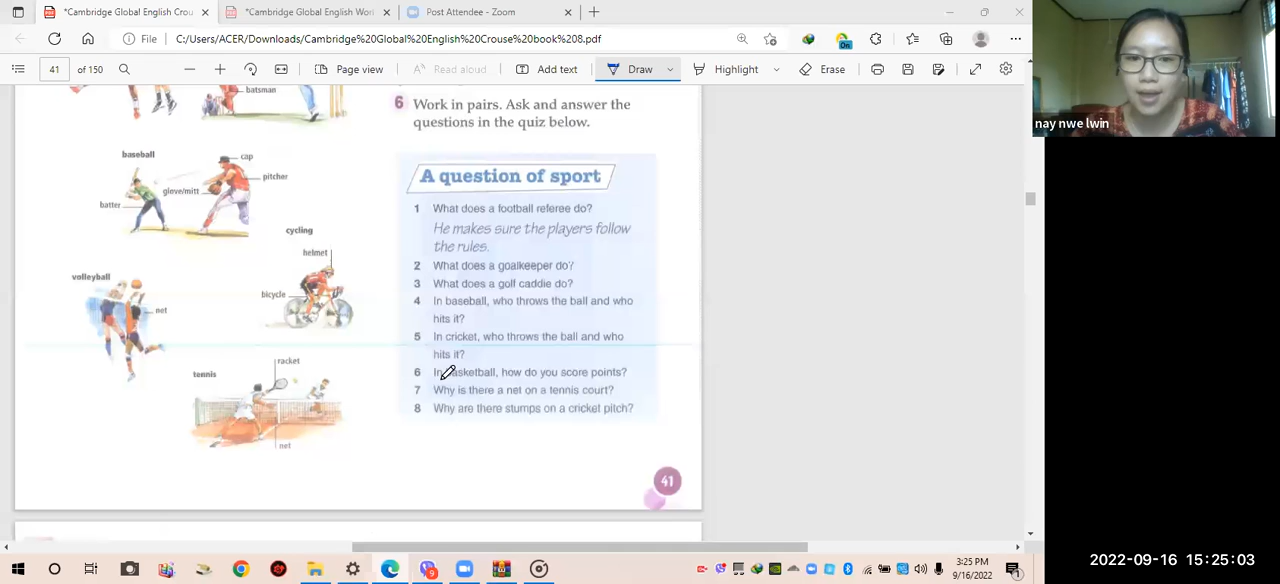 *Cambridge Global English Crou
*Cambridge Global English Worl
Post Attendee - Zoom
File
C:/Users/ACER/Downloads/Cambridge%20Global%20English%20Crouse%20book%208.pdf
On
41 of 150
Page view
Read aloud
Add text
Draw
Highlight
Erase
nay nwe lwin
batsman
6 Work in pairs. Ask and answer the
questions in the quiz below.
baseball
cap
pitcher
glove/mitt
batter
cycling
helmet
bicycle
volleyball
net
tennis
racket
net
A question of sport
1 What does a football referee do?
He makes sure the players follow
the rules.
2 What does a goalkeeper do?
3 What does a golf caddie do?
4 In baseball, who throws the ball and who
hits it?
5 In cricket, who throws the ball and who
hits it?
6 In basketball, how do you score points?
7 Why is there a net on a tennis court?
8 Why are there stumps on a cricket pitch?
41
3:25 PM
9/16/2022
2022-09-16 15:25:03